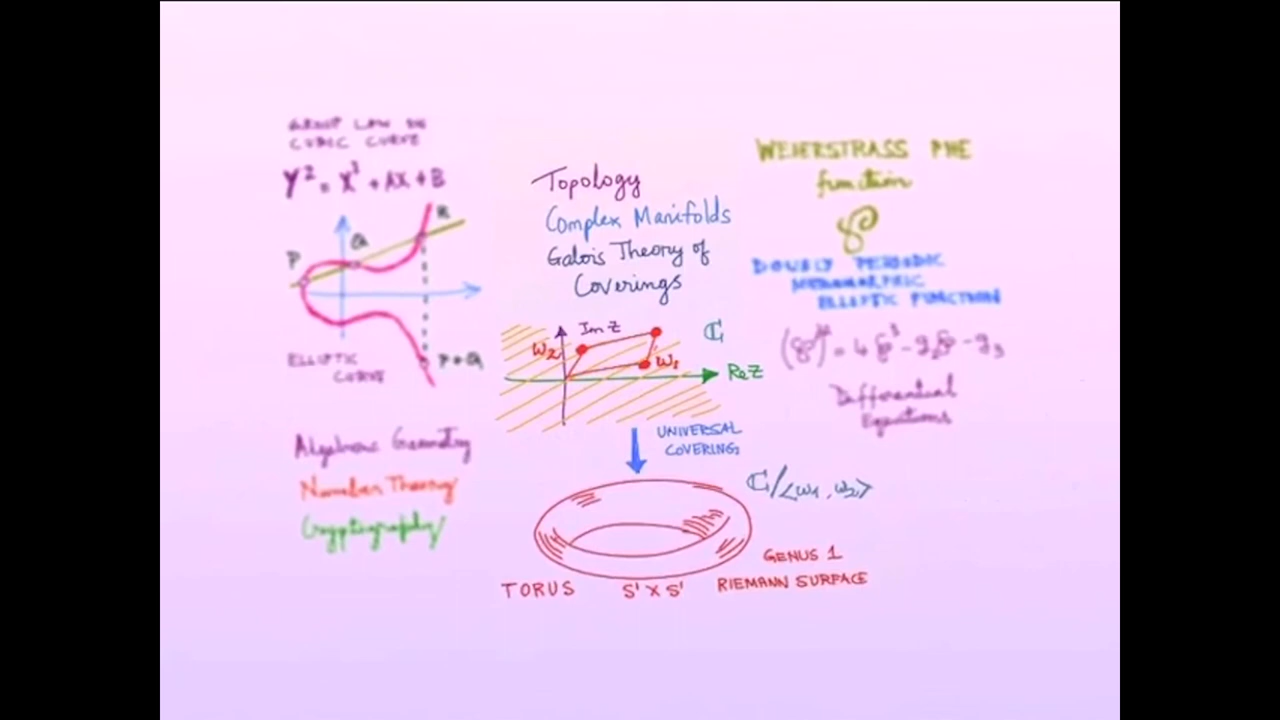 GROUP LAW ON
CUBIC CURVE
Y² = X³ + AX + B
R
Q
P
P+Q
ELLIPTIC
CURVE
Algebraic Geometry
Number Theory
Cryptography
Topology
Complex Manifolds
Galois Theory of
Coverings
Im Z
ℂ
ω₂
ω₁
Re Z
UNIVERSAL
COVERING
ℂ/<ω₁, ω₂>
GENUS 1
TORUS S¹ × S¹ RIEMANN SURFACE
WEIERSTRASS PHE
function
℘
DOUBLY PERIODIC
MEROMORPHIC
ELLIPTIC FUNCTION
(℘')² = 4℘³ - g₂℘ - g₃
Differential
Equations